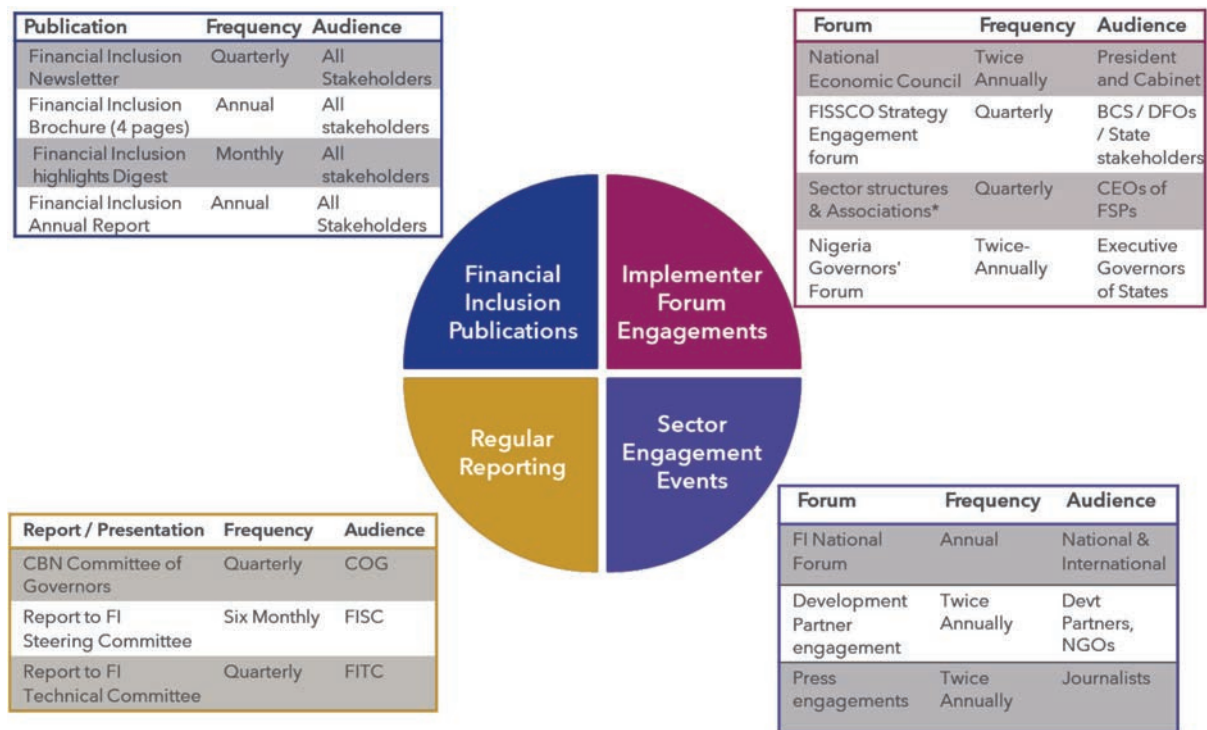 Publication Frequency Audience
Financial Inclusion Quarterly All
Newsletter Stakeholders
Financial Inclusion Annual All
Brochure (4 pages) stakeholders
Financial Inclusion Monthly All
highlights Digest stakeholders
Financial Inclusion Annual All
Annual Report Stakeholders
Forum Frequency Audience
National Twice President
Economic Council Annually and Cabinet
FISSCO Strategy Quarterly BCS / DFOs
Engagement / State
forum stakeholders
Sector structures Quarterly CEOs of
& Associations* FSPs
Nigeria Twice- Executive
Governors' Annually Governors
Forum of States
Financial
Inclusion
Publications
Implementer
Forum
Engagements
Regular
Reporting
Sector
Engagement
Events
Report / Presentation Frequency Audience
CBN Committee of Quarterly COG
Governors
Report to FI Six Monthly FISC
Steering Committee
Report to FI Quarterly FITC
Technical Committee
Forum Frequency Audience
FI National Annual National &
Forum International
Development Twice Devt
Partner Annually Partners,
engagement NGOs
Press Twice Journalists
engagements Annually